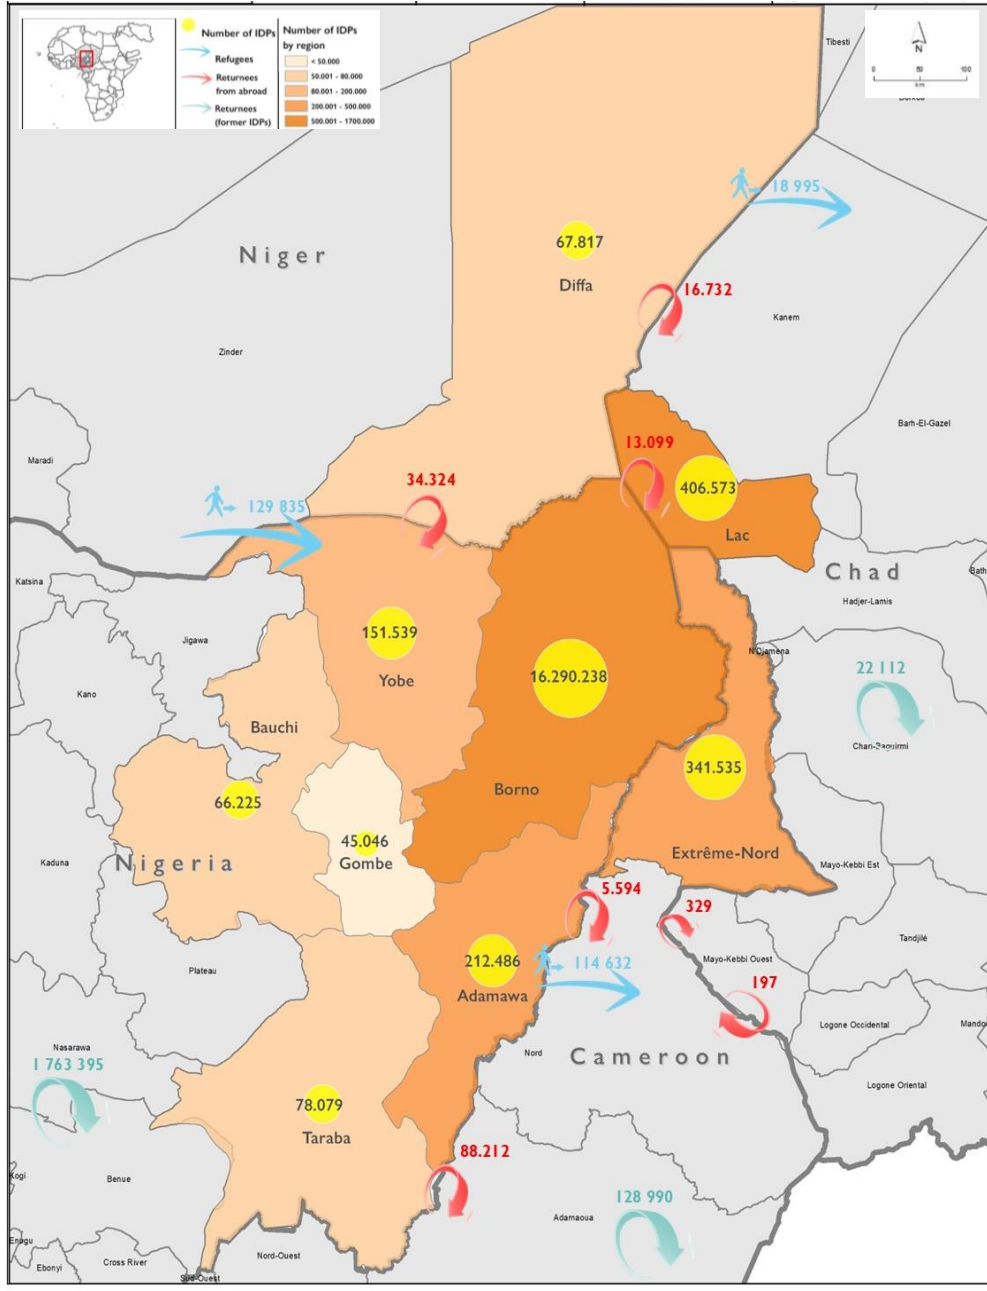 Number of IDPs
Refugees
Returnees
from abroad
Returnees
(former IDPs)
Number of IDPs
by region
< 50.000
50.001 - 80.000
80.001 - 200.000
200.001 - 500.000
500.001 - 1700.000
N
0 50 100
km
Tibesti
18 995
Niger
67.817
Diffa
16.732
Kanem
Zinder
Barh-El-Gazel
Maradi
13.099
34.324
406.573
129 835
Lac
Chad
Katsina
Bath
Hadjer-Lamis
Jigawa
151.539
N'Djamena
Kano
22 112
Yobe
16.290.238
Bauchi
Chari-Baguirmi
341.535
Borno
66.225
45.046
Extrême-Nord
Kaduna
Nigeria
Gombe
Mayo-Kebbi Est
5.594
329
Tandjilé
212.486
114 632
Mayo-Kebbi Ouest
Plateau
197
Adamawa
Logone Occidental
Mando
Nasarawa
Nord
Cameroon
1 763 395
Logone Oriental
78.079
Taraba
88.212
Kogi
Benue
128 990
Adamaoua
Enugu
Nord-Ouest
Cross River
Ebonyi
Sud-Ouest